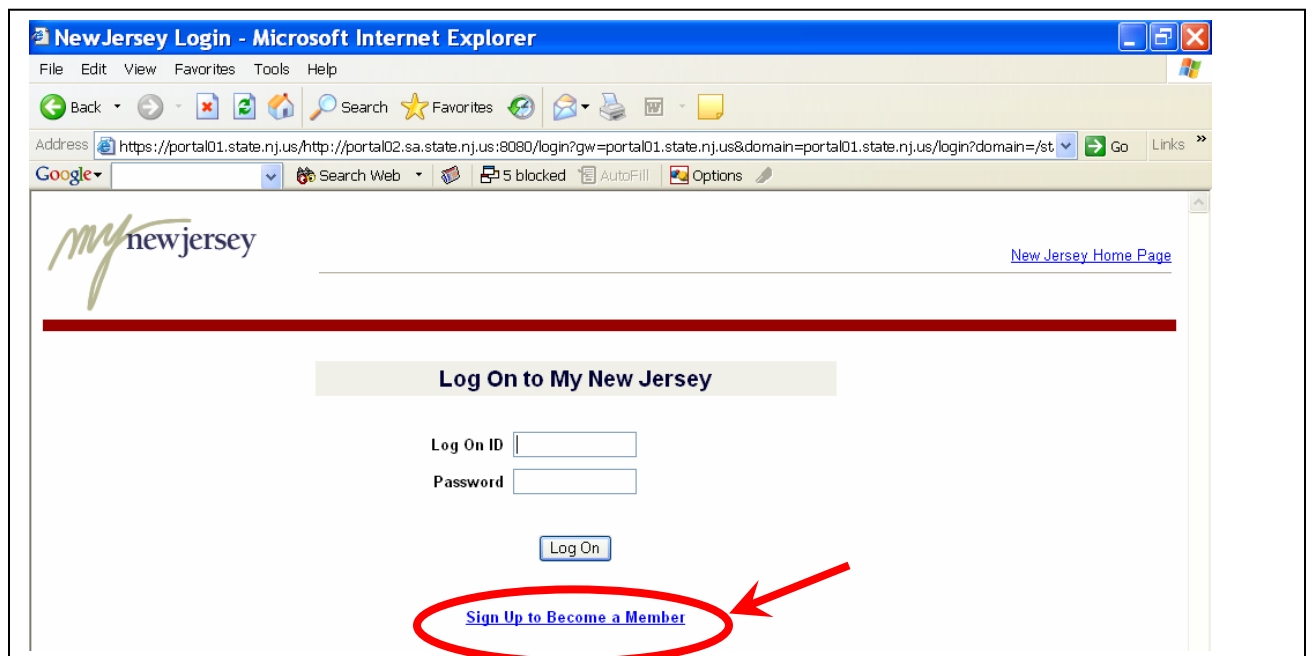 NewJersey Login - Microsoft Internet Explorer
File Edit View Favorites Tools Help
Back Search Favorites
Address https://portal01.state.nj.us/http://portal02.sa.state.nj.us:8080/login?gw=portal01.state.nj.us&domain=portal01.state.nj.us/login?domain=/st Go Links »
Google Search Web 5 blocked AutoFill Options
my newjersey
New Jersey Home Page
Log On to My New Jersey
Log On ID
Password
Log On
Sign Up to Become a Member